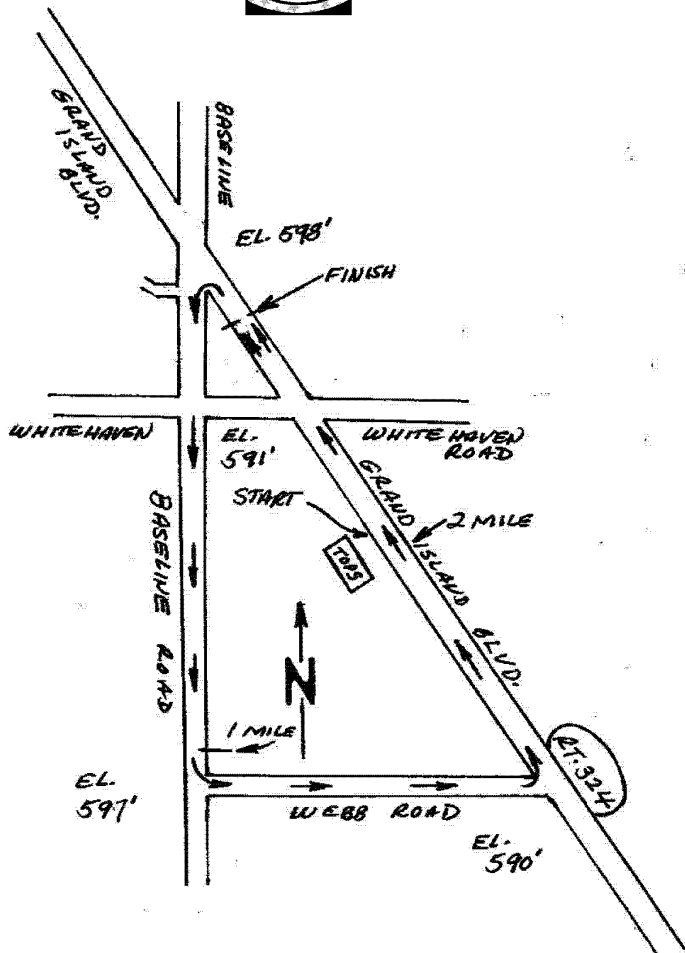 GRAND
ISLAND
BLVD.
BASELINE
EL. 598'
FINISH
WHITEHAVEN
EL.
591'
WHITEHAVEN
ROAD
START
GRAND ISLAND BLVD.
2 MILE
TOPS
BASELINE ROAD
N
1 MILE
RT. 324
EL.
597'
WEBB ROAD
EL.
590'